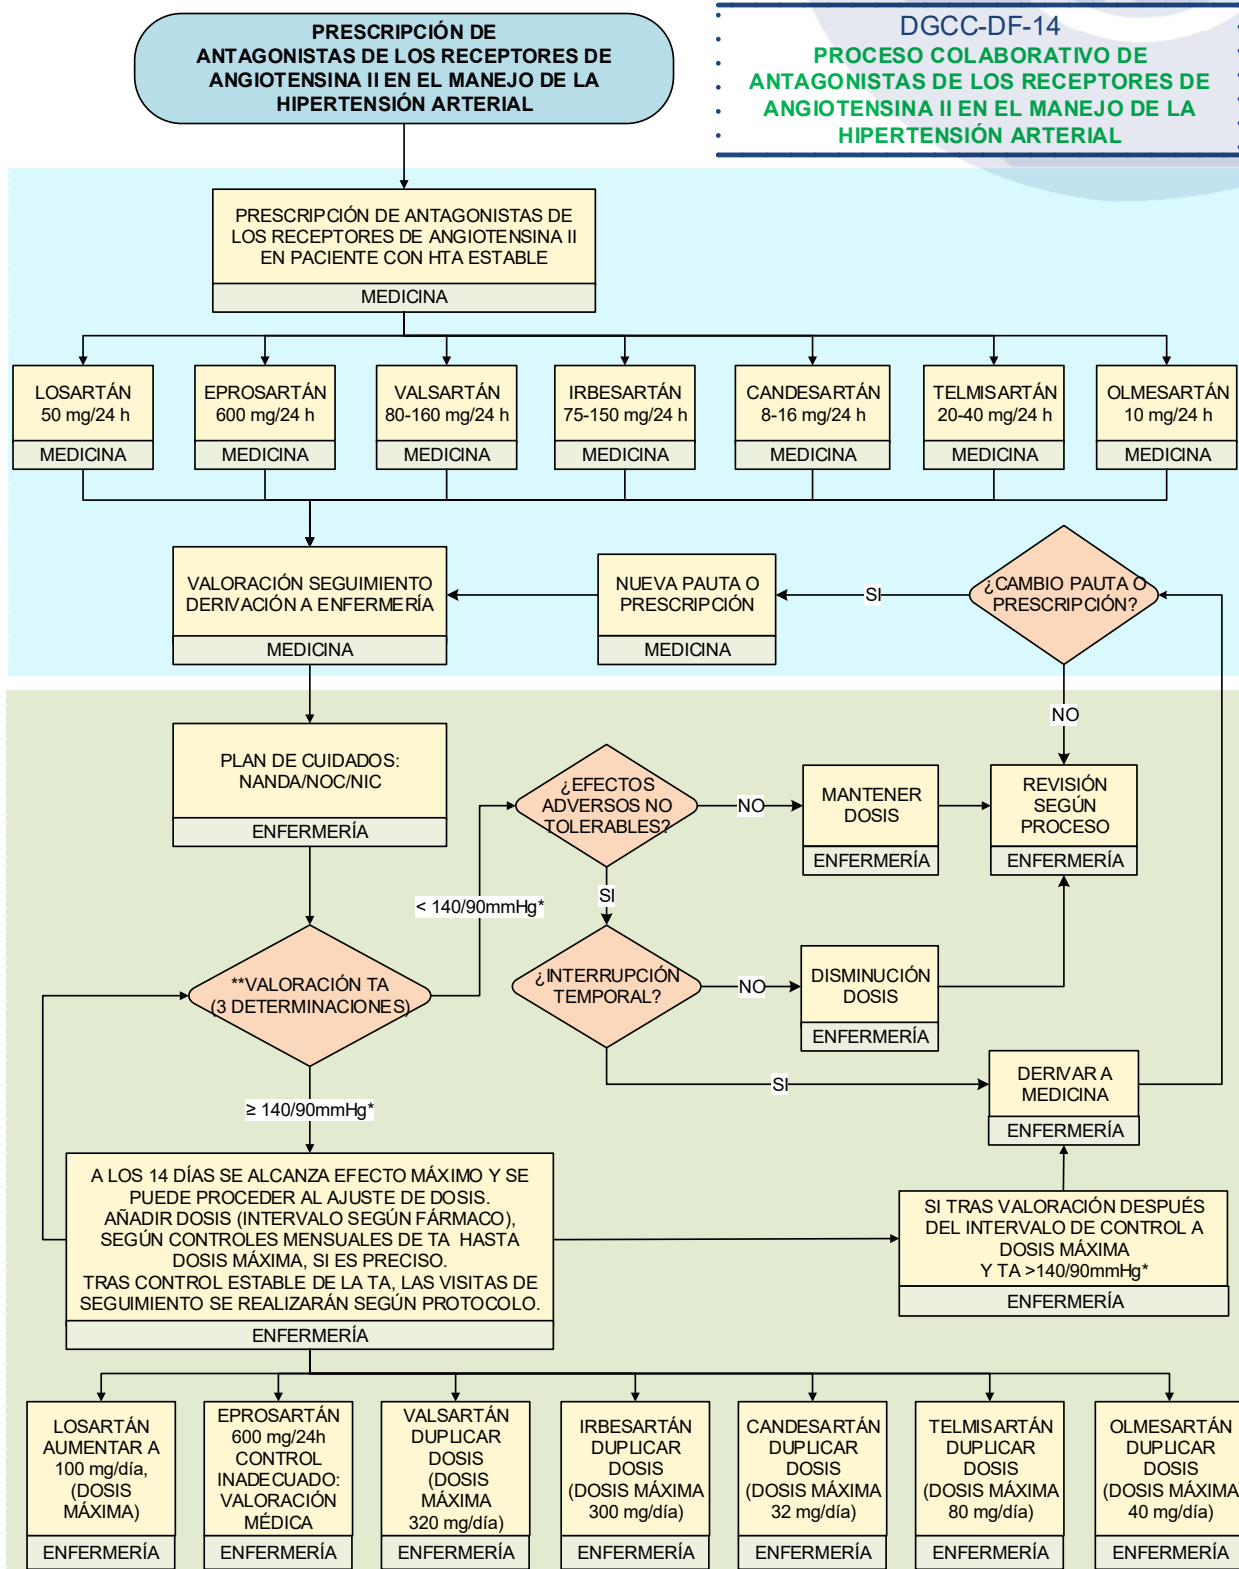 PRESCRIPCIÓN DE
ANTAGONISTAS DE LOS RECEPTORES DE
ANGIOTENSINA II EN EL MANEJO DE LA
HIPERTENSIÓN ARTERIAL
DGCC-DF-14
PROCESO COLABORATIVO DE
ANTAGONISTAS DE LOS RECEPTORES DE
ANGIOTENSINA II EN EL MANEJO DE LA
HIPERTENSIÓN ARTERIAL
PRESCRIPCIÓN DE ANTAGONISTAS DE
LOS RECEPTORES DE ANGIOTENSINA II
EN PACIENTE CON HTA ESTABLE
MEDICINA
LOSARTÁN
50 mg/24 h
MEDICINA
EPROSARTÁN
600 mg/24 h
MEDICINA
VALSARTÁN
80-160 mg/24 h
MEDICINA
IRBESARTÁN
75-150 mg/24 h
MEDICINA
CANDESARTÁN
8-16 mg/24 h
MEDICINA
TELMISARTÁN
20-40 mg/24 h
MEDICINA
OLMESARTÁN
10 mg/24 h
MEDICINA
VALORACIÓN SEGUIMIENTO
DERIVACIÓN A ENFERMERÍA
MEDICINA
NUEVA PAUTA O
PRESCRIPCIÓN
MEDICINA
SI
¿CAMBIO PAUTA O
PRESCRIPCIÓN?
NO
PLAN DE CUIDADOS:
NANDA/NOC/NIC
ENFERMERÍA
¿EFECTOS
ADVERSOS NO
TOLERABLES?
NO
MANTENER
DOSIS
ENFERMERÍA
REVISIÓN
SEGÚN
PROCESO
ENFERMERÍA
SI
< 140/90mmHg*
**VALORACIÓN TA
(3 DETERMINACIONES)
¿INTERRUPCIÓN
TEMPORAL?
NO
DISMINUCIÓN
DOSIS
ENFERMERÍA
SI
DERIVAR A
MEDICINA
ENFERMERÍA
≥ 140/90mmHg*
A LOS 14 DÍAS SE ALCANZA EFECTO MÁXIMO Y SE
PUEDE PROCEDER AL AJUSTE DE DOSIS.
AÑADIR DOSIS (INTERVALO SEGÚN FÁRMACO),
SEGÚN CONTROLES MENSUALES DE TA HASTA
DOSIS MÁXIMA, SI ES PRECISO.
TRAS CONTROL ESTABLE DE LA TA, LAS VISITAS DE
SEGUIMIENTO SE REALIZARÁN SEGÚN PROTOCOLO.
ENFERMERÍA
SI TRAS VALORACIÓN DESPUÉS
DEL INTERVALO DE CONTROL A
DOSIS MÁXIMA
Y TA >140/90mmHg*
ENFERMERÍA
LOSARTÁN
AUMENTAR A
100 mg/día,
(DOSIS
MÁXIMA)
ENFERMERÍA
EPROSARTÁN
600 mg/24h
CONTROL
INADECUADO:
VALORACIÓN
MÉDICA
ENFERMERÍA
VALSARTÁN
DUPLICAR
DOSIS
(DOSIS
MÁXIMA
320 mg/día)
ENFERMERÍA
IRBESARTÁN
DUPLICAR
DOSIS
(DOSIS MÁXIMA
300 mg/día)
ENFERMERÍA
CANDESARTÁN
DUPLICAR
DOSIS
(DOSIS MÁXIMA
32 mg/día)
ENFERMERÍA
TELMISARTÁN
DUPLICAR
DOSIS
(DOSIS MÁXIMA
80 mg/día)
ENFERMERÍA
OLMESARTÁN
DUPLICAR
DOSIS
(DOSIS MÁXIMA
40 mg/día)
ENFERMERÍA